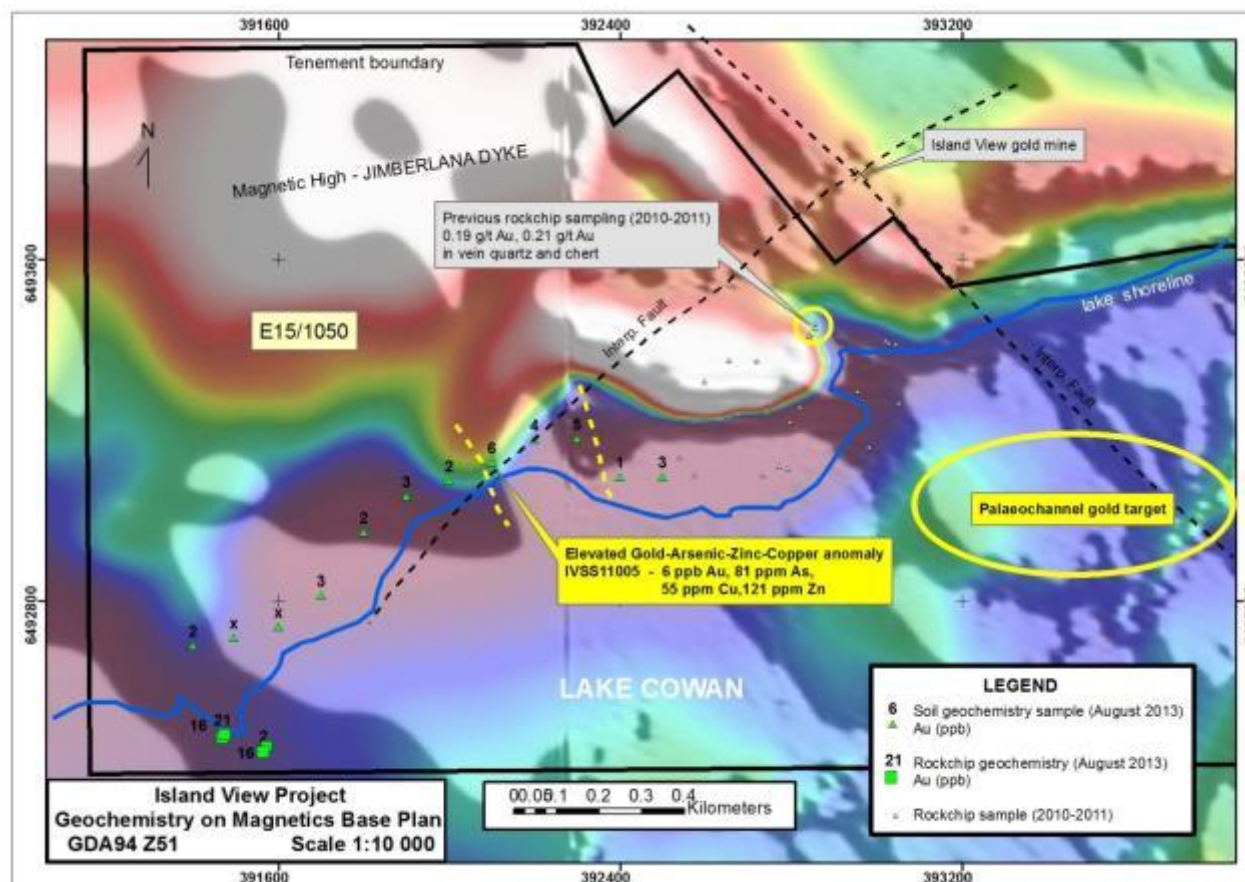 391600
392400
393200
Tenement boundary
N
Island View gold mine
Magnetic High - JIMBERLANA DYKE
Previous rockchip sampling (2010-2011)
0.19 g/t Au, 0.21 g/t Au
in vein quartz and chert
6493600
lake shoreline
E15/1050
Interp. Fault
Interp. Fault
6
4
5
2
3
1
3
2
Palaeochannel gold target
Elevated Gold-Arsenic-Zinc-Copper anomaly
IVSS11005 - 6 ppb Au, 81 ppm As,
55 ppm Cu,121 ppm Zn
3
6492800
x
x
2
LAKE COWAN
LEGEND
6 Soil geochemistry sample (August 2013)
Au (ppb)
21 Rockchip geochemistry (August 2013)
Au (ppb)
Rockchip sample (2010-2011)
16
21
16
2
Island View Project
Geochemistry on Magnetics Base Plan
GDA94 Z51 Scale 1:10 000
00.050.1 0.2 0.3 0.4
Kilometers
391600
392400
393200